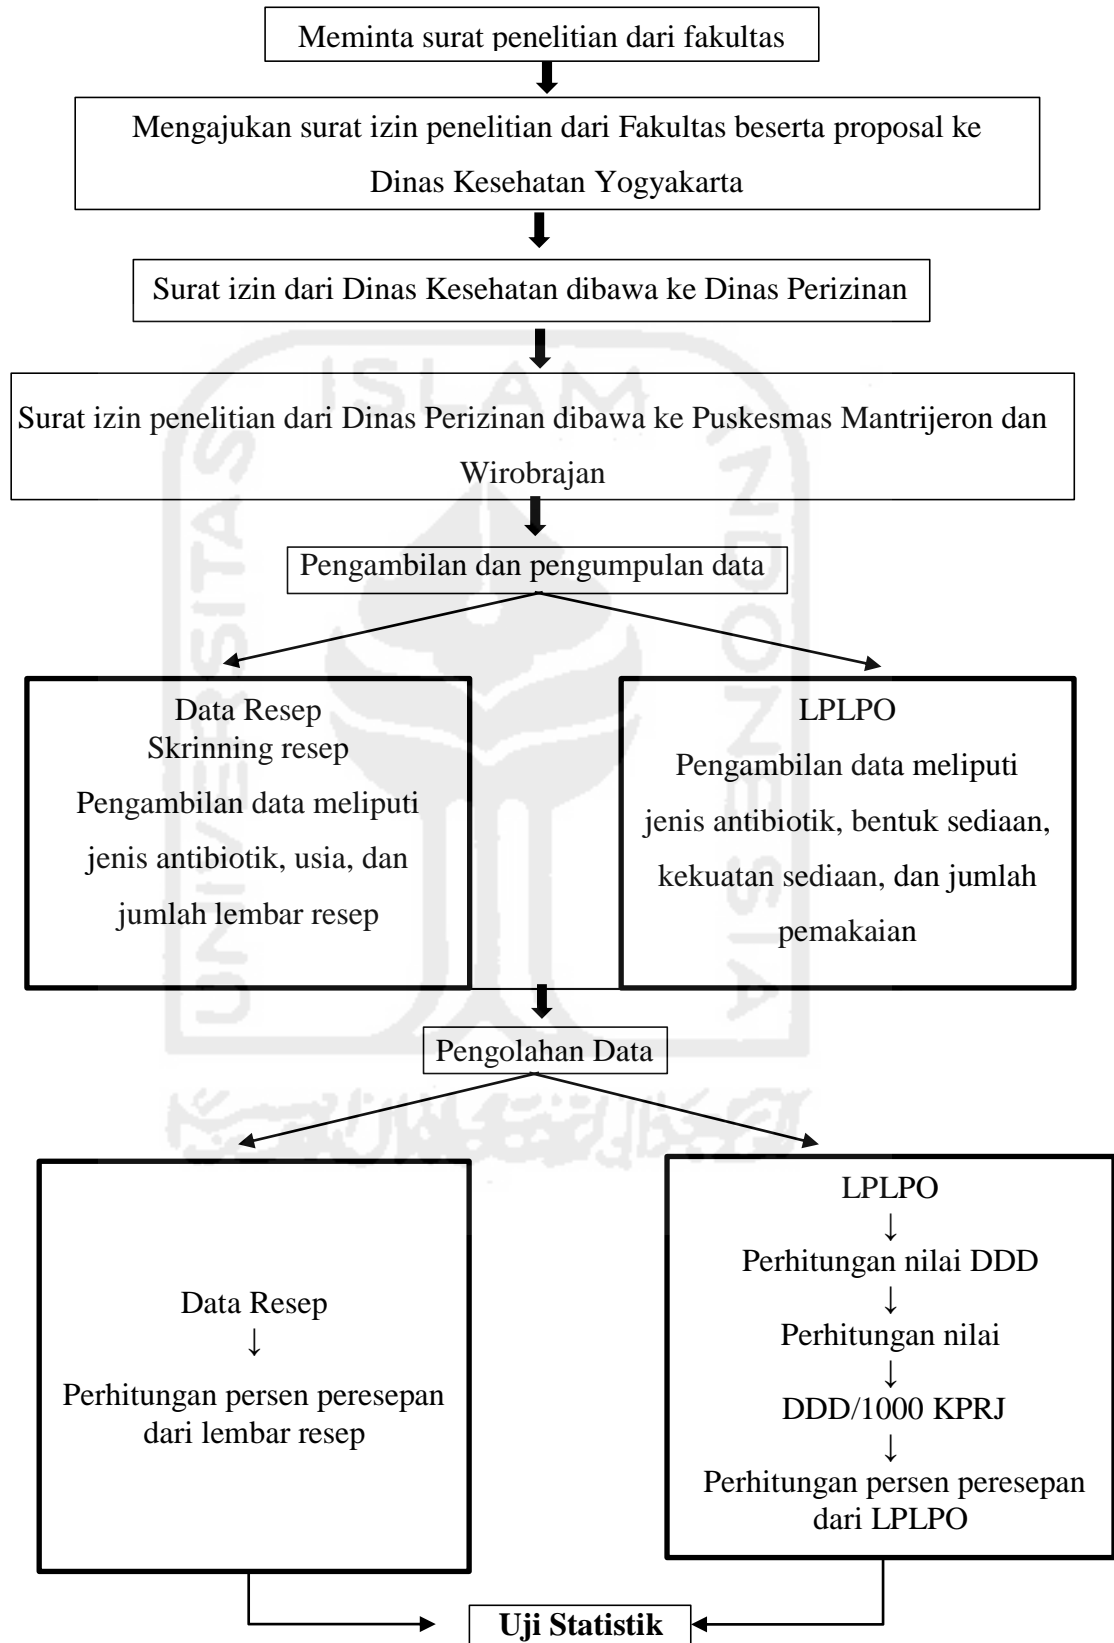 Meminta surat penelitian dari fakultas
Mengajukan surat izin penelitian dari Fakultas beserta proposal ke
Dinas Kesehatan Yogyakarta
Surat izin dari Dinas Kesehatan dibawa ke Dinas Perizinan
Surat izin penelitian dari Dinas Perizinan dibawa ke Puskesmas Mantrijeron dan
Wirobrajan
Pengambilan dan pengumpulan data
Data Resep
Skrinning resep
Pengambilan data meliputi
jenis antibiotik, usia, dan
jumlah lembar resep
LPLPO
Pengambilan data meliputi
jenis antibiotik, bentuk sediaan,
kekuatan sediaan, dan jumlah
pemakaian
Pengolahan Data
Data Resep
↓
Perhitungan persen peresepan
dari lembar resep
LPLPO
↓
Perhitungan nilai DDD
↓
Perhitungan nilai
↓
DDD/1000 KPRJ
↓
Perhitungan persen peresepan
dari LPLPO
Uji Statistik
UNIVERSITAS
ISLAM
INDONESIA